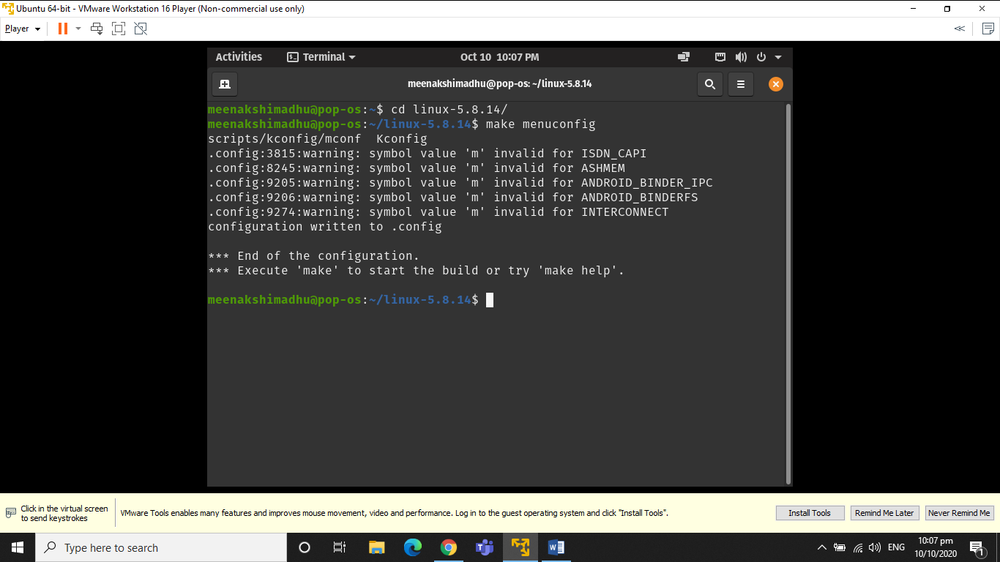 Ubuntu 64-bit - VMware Workstation 16 Player (Non-commercial use only)
Player
Activities Terminal Oct 10 10:07 PM
meenakshimadhu@pop-os: ~/linux-5.8.14
meenakshimadhu@pop-os:~$ cd linux-5.8.14/
meenakshimadhu@pop-os:~/linux-5.8.14$ make menuconfig
scripts/kconfig/mconf  Kconfig
.config:3815:warning: symbol value 'm' invalid for ISDN_CAPI
.config:8245:warning: symbol value 'm' invalid for ASHMEM
.config:9205:warning: symbol value 'm' invalid for ANDROID_BINDER_IPC
.config:9206:warning: symbol value 'm' invalid for ANDROID_BINDERFS
.config:9274:warning: symbol value 'm' invalid for INTERCONNECT
configuration written to .config
*** End of the configuration.
*** Execute 'make' to start the build or try 'make help'.
meenakshimadhu@pop-os:~/linux-5.8.14$
Click in the virtual screen
to send keystrokes
VMware Tools enables many features and improves mouse movement, video and performance. Log in to the guest operating system and click "Install Tools".
Install Tools Remind Me Later Never Remind Me
Type here to search
ENG
10:07 pm
10/10/2020
1